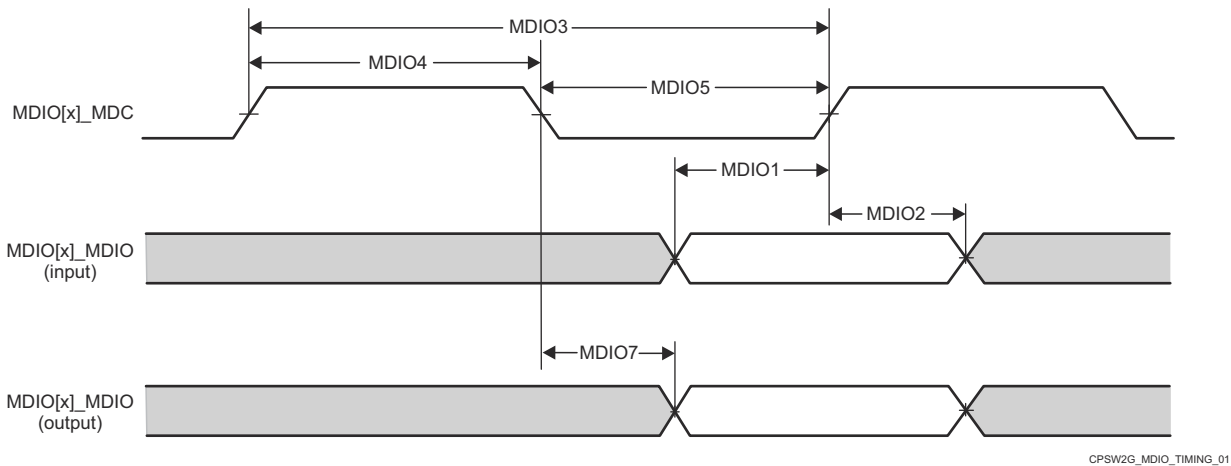 MDIO3
MDIO4
MDIO5
MDIO[x]_MDC
MDIO1
MDIO2
MDIO[x]_MDIO
(input)
MDIO7
MDIO[x]_MDIO
(output)
CPSW2G_MDIO_TIMING_01